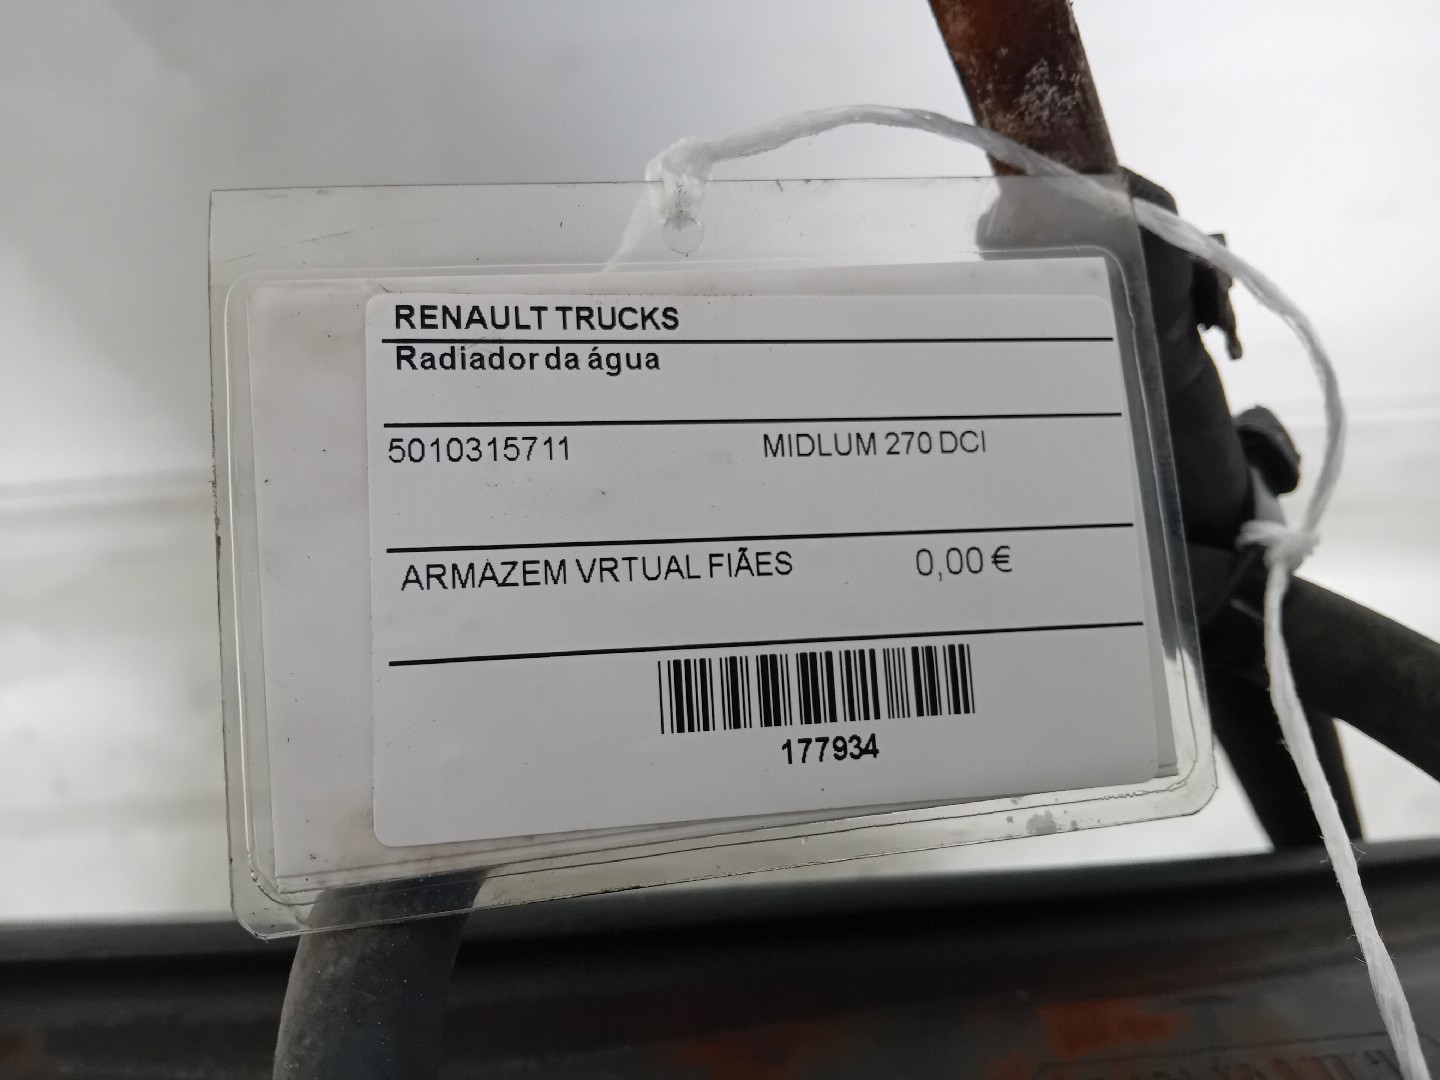 RENAULT TRUCKS
Radiador da água
5010315711 MIDLUM 270 DCI
ARMAZEM VRTUAL FIÃES 0,00 €
177934